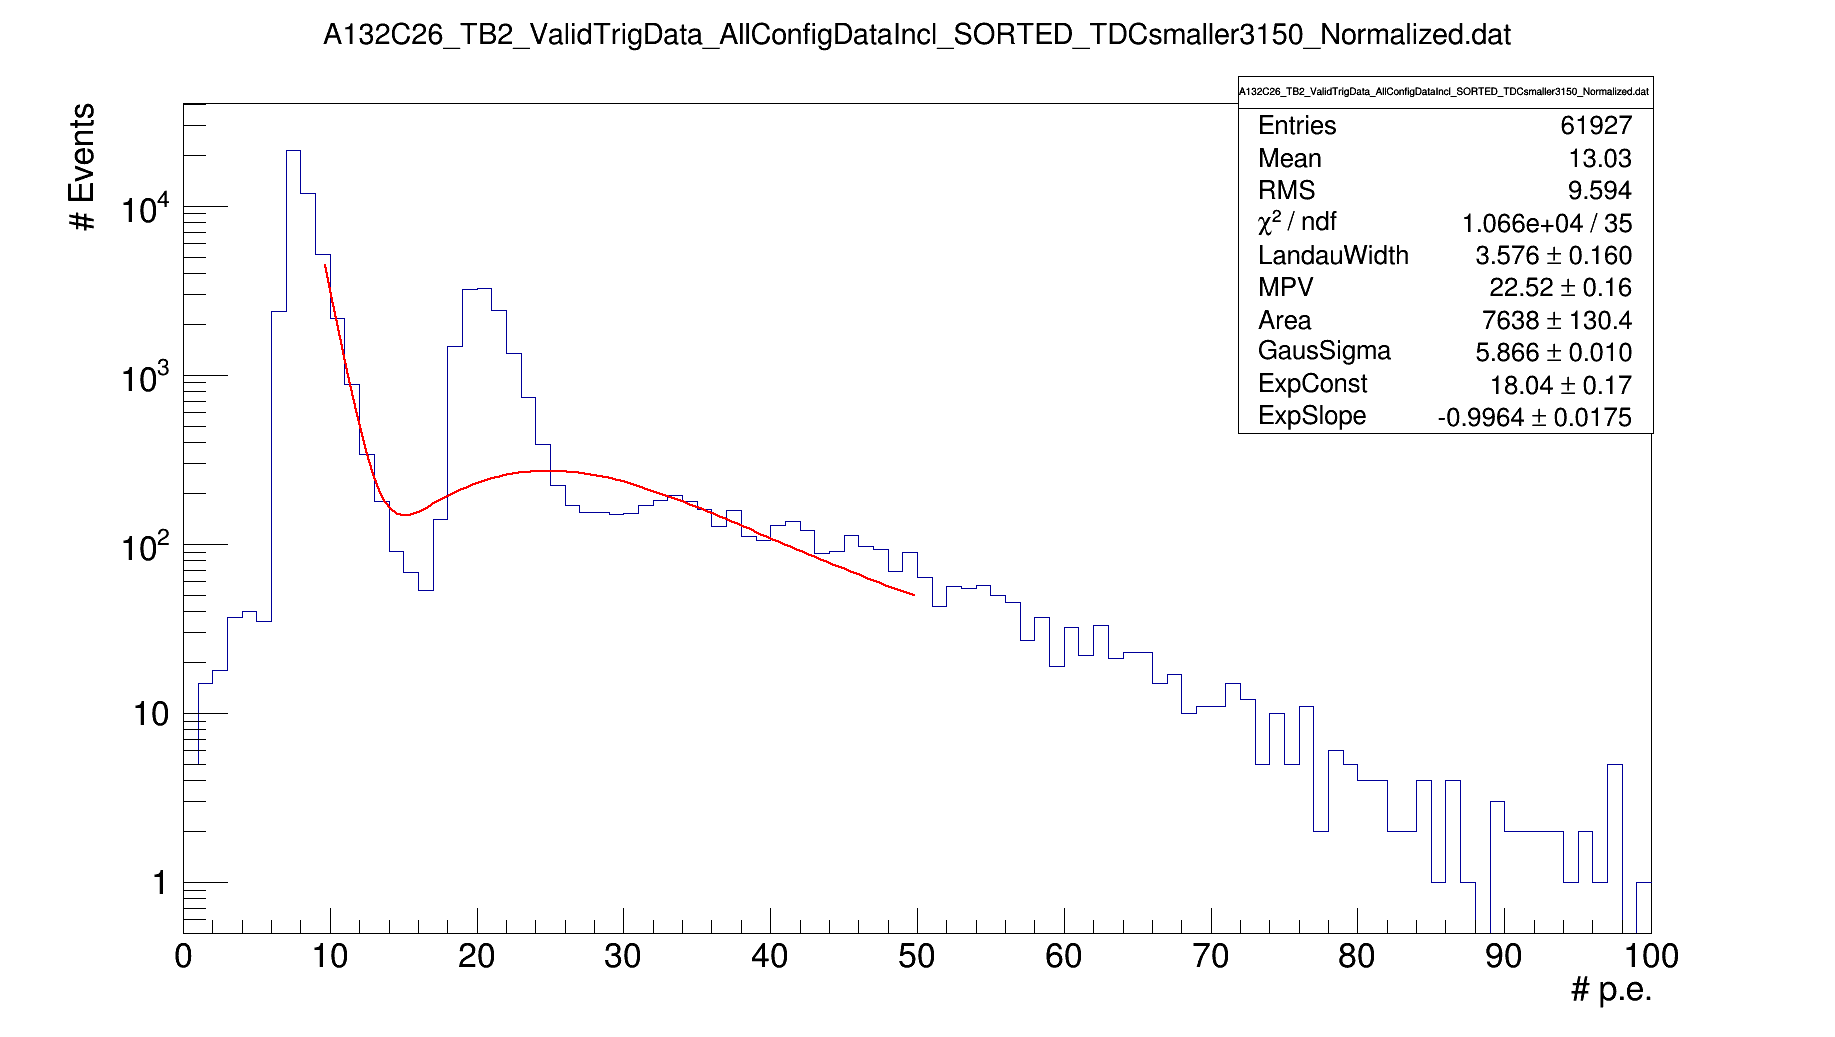 A132C26_TB2_ValidTrigData_AllConfigDataIncl_SORTED_TDCsmaller3150_Normalized.dat
A132C26_TB2_ValidTrigData_AllConfigDataIncl_SORTED_TDCsmaller3150_Normalized.dat
Entries 61927
Mean 13.03
RMS 9.594
χ² / ndf 1.066e+04 / 35
LandauWidth 3.576 ± 0.160
MPV 22.52 ± 0.16
Area 7638 ± 130.4
GausSigma 5.866 ± 0.010
ExpConst 18.04 ± 0.17
ExpSlope -0.9964 ± 0.0175
# Events
10⁴
10³
10²
10
1
0 10 20 30 40 50 60 70 80 90 100
# p.e.